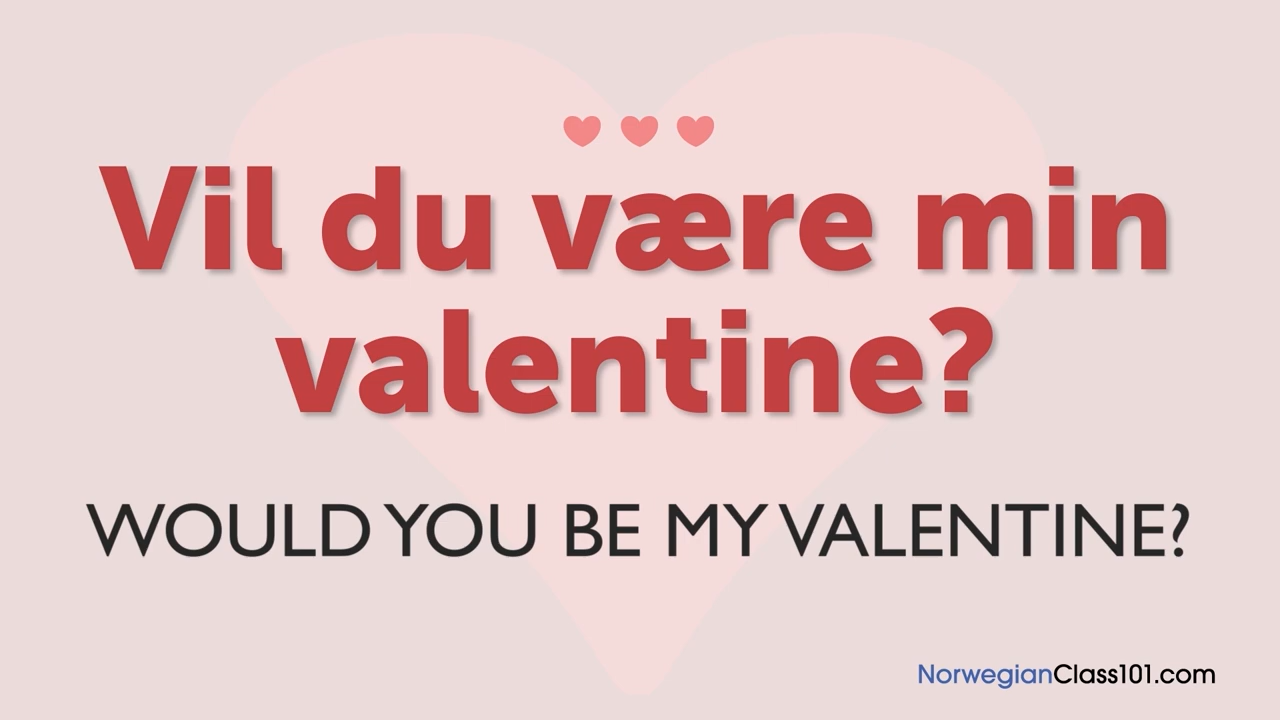 Vil du være min
valentine?
WOULD YOU BE MY VALENTINE?
NorwegianClass101.com